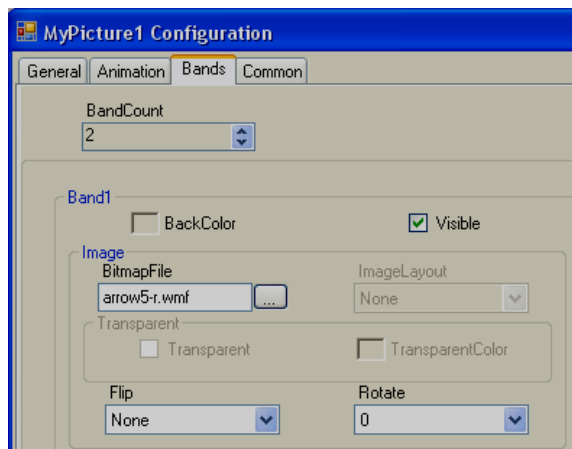 MyPicture1 Configuration
General Animation Bands Common
BandCount
2
Band1
BackColor Visible
Image
BitmapFile ImageLayout
arrow5-r.wmf ... None
Transparent
Transparent TransparentColor
Flip Rotate
None 0